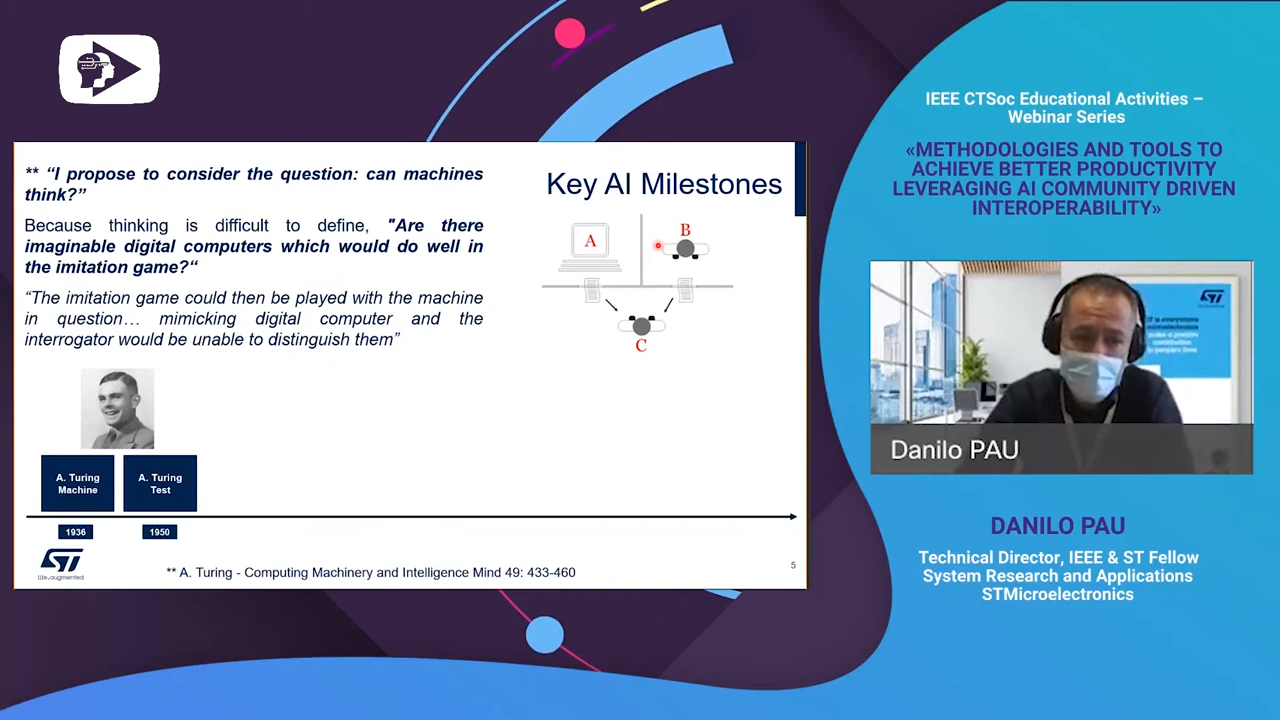 ** “I propose to consider the question: can machines
think?”
Because thinking is difficult to define, "Are there
imaginable digital computers which would do well in
the imitation game?“
“The imitation game could then be played with the machine
in question… mimicking digital computer and the
interrogator would be unable to distinguish them”
Key AI Milestones
A
B
C
A. Turing
Machine
A. Turing
Test
1936
1950
ST
life.augmented
** A. Turing - Computing Machinery and Intelligence Mind 49: 433-460
5
IEEE CTSoc Educational Activities –
Webinar Series
«METHODOLOGIES AND TOOLS TO
ACHIEVE BETTER PRODUCTIVITY
LEVERAGING AI COMMUNITY DRIVEN
INTEROPERABILITY»
ST
Danilo PAU
DANILO PAU
Technical Director, IEEE & ST Fellow
System Research and Applications
STMicroelectronics